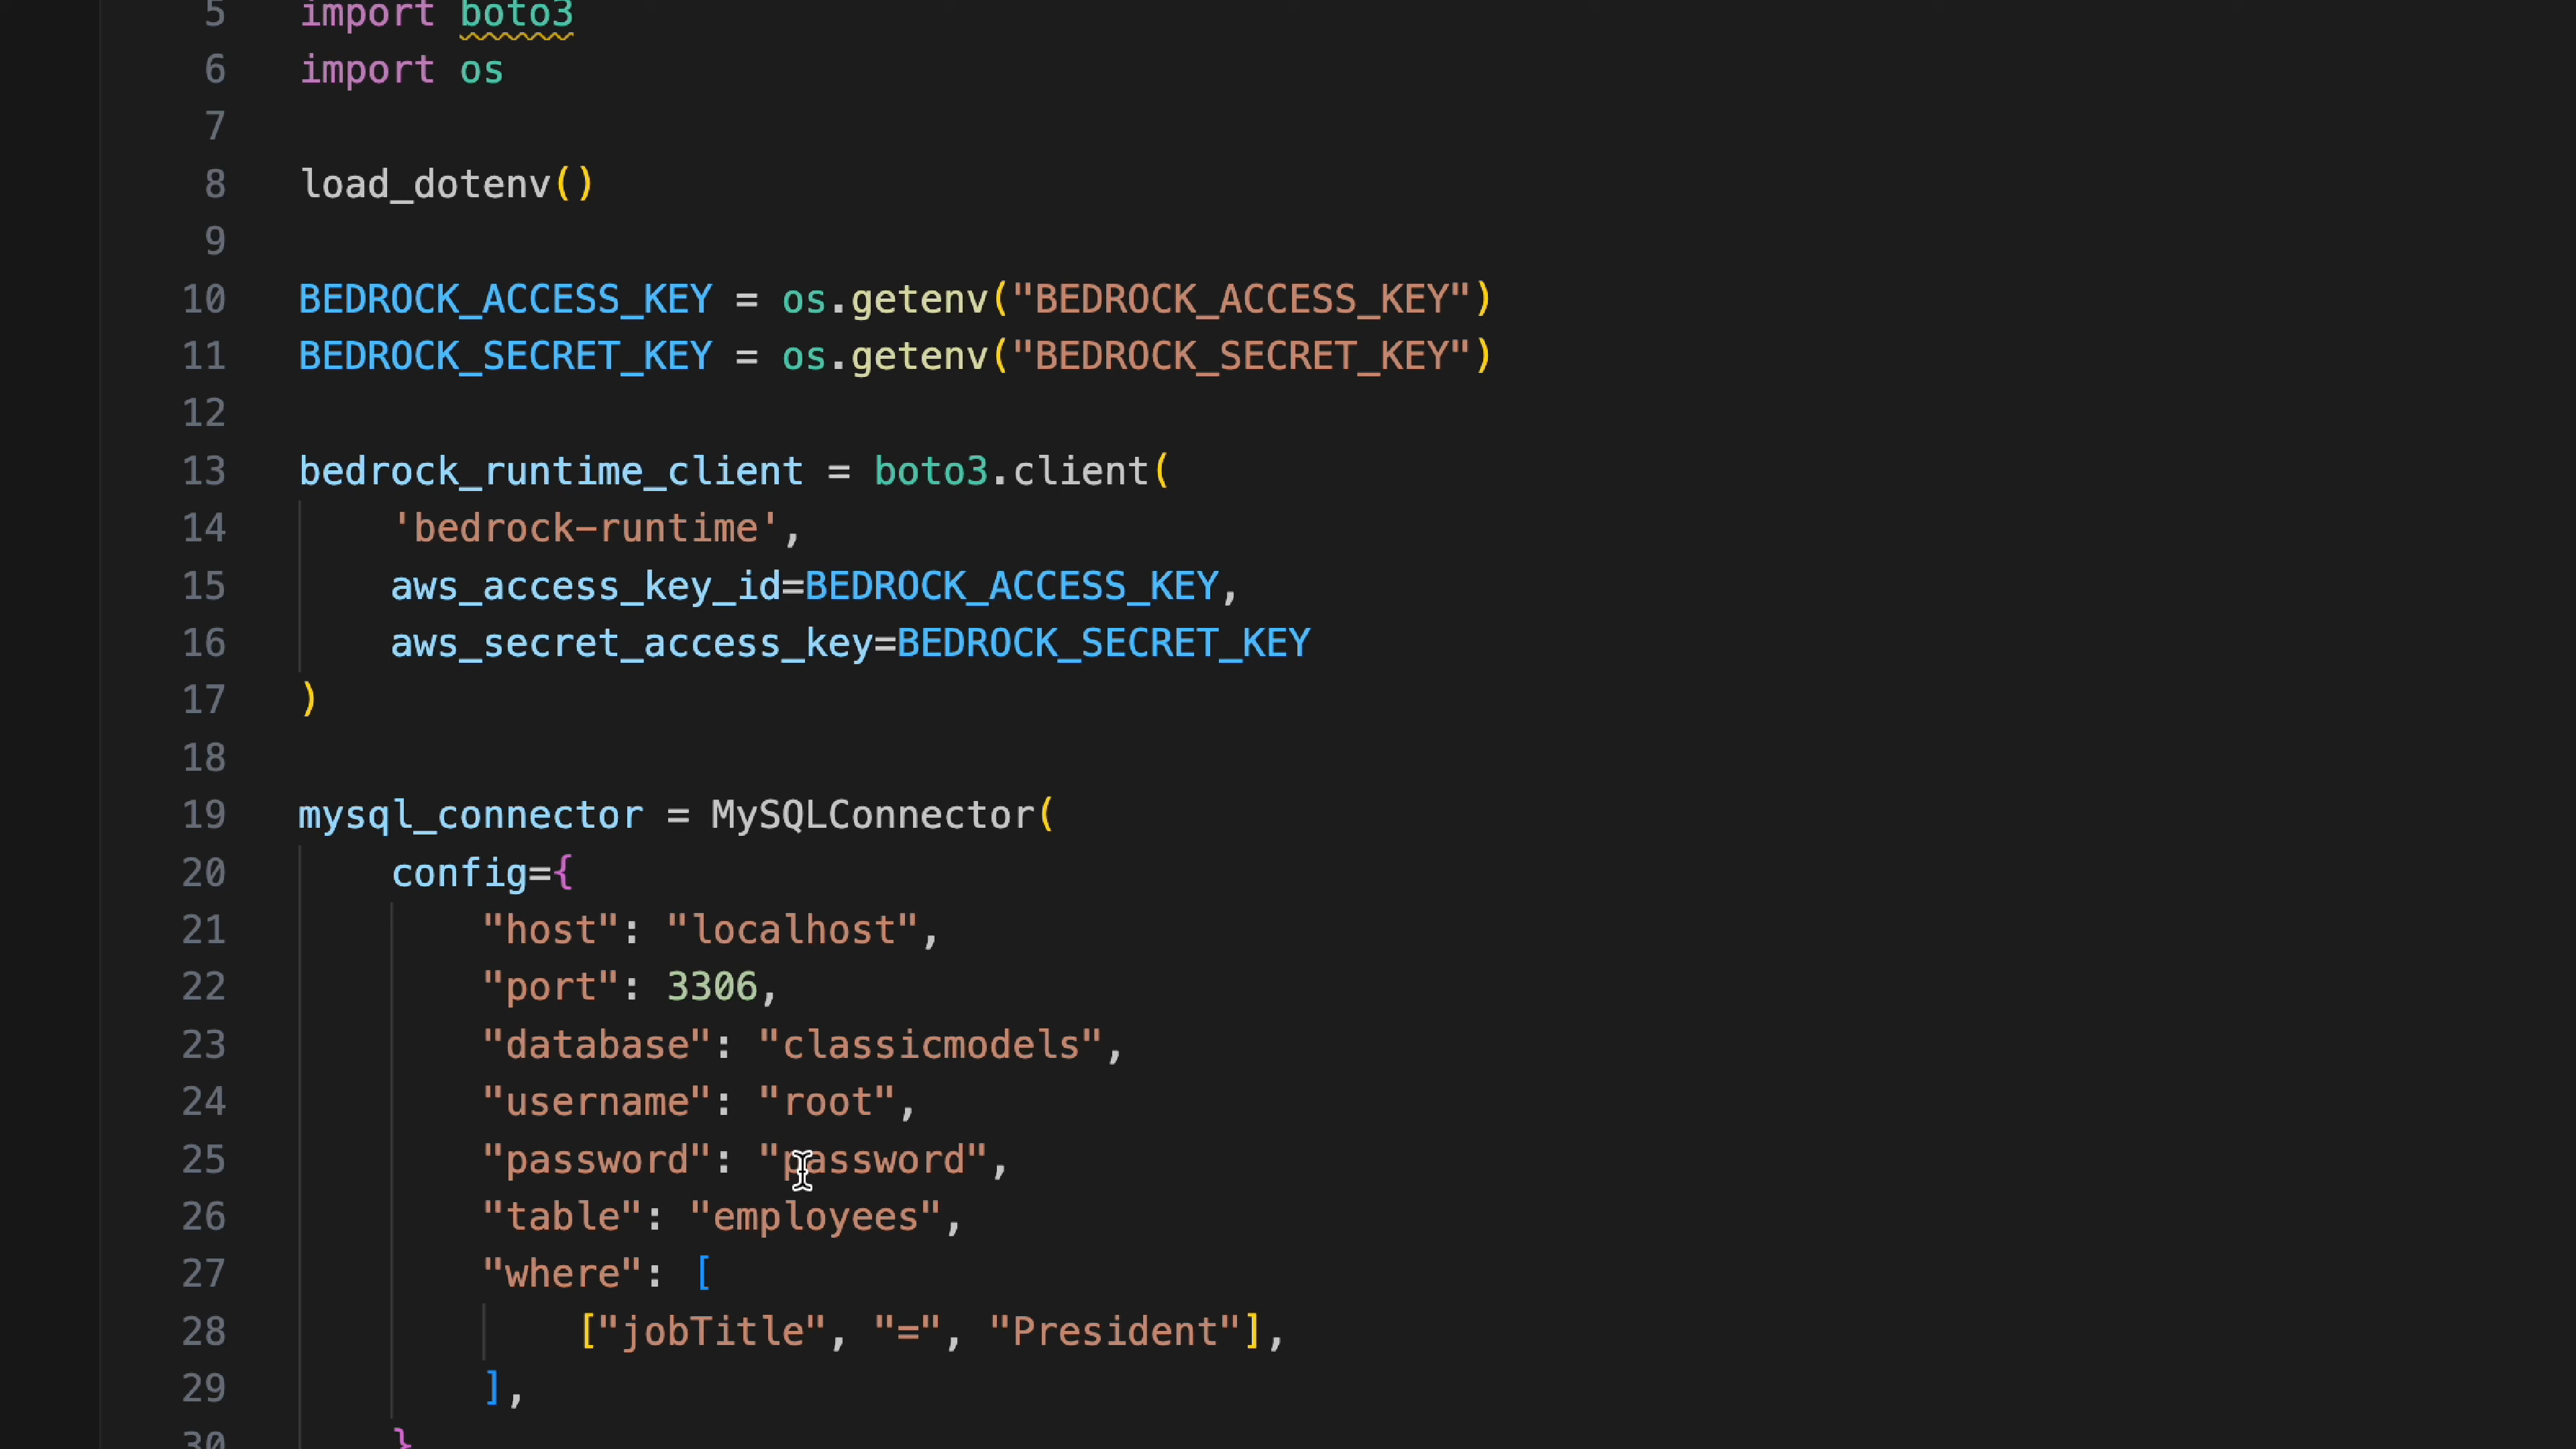 5 import boto3
6 import os
7
8 load_dotenv()
9
10 BEDROCK_ACCESS_KEY = os.getenv("BEDROCK_ACCESS_KEY")
11 BEDROCK_SECRET_KEY = os.getenv("BEDROCK_SECRET_KEY")
12
13 bedrock_runtime_client = boto3.client(
14     'bedrock-runtime',
15     aws_access_key_id=BEDROCK_ACCESS_KEY,
16     aws_secret_access_key=BEDROCK_SECRET_KEY
17 )
18
19 mysql_connector = MySQLConnector(
20     config={
21         "host": "localhost",
22         "port": 3306,
23         "database": "classicmodels",
24         "username": "root",
25         "password": "password",
26         "table": "employees",
27         "where": [
28             ["jobTitle", "=", "President"],
29         ],
30     }